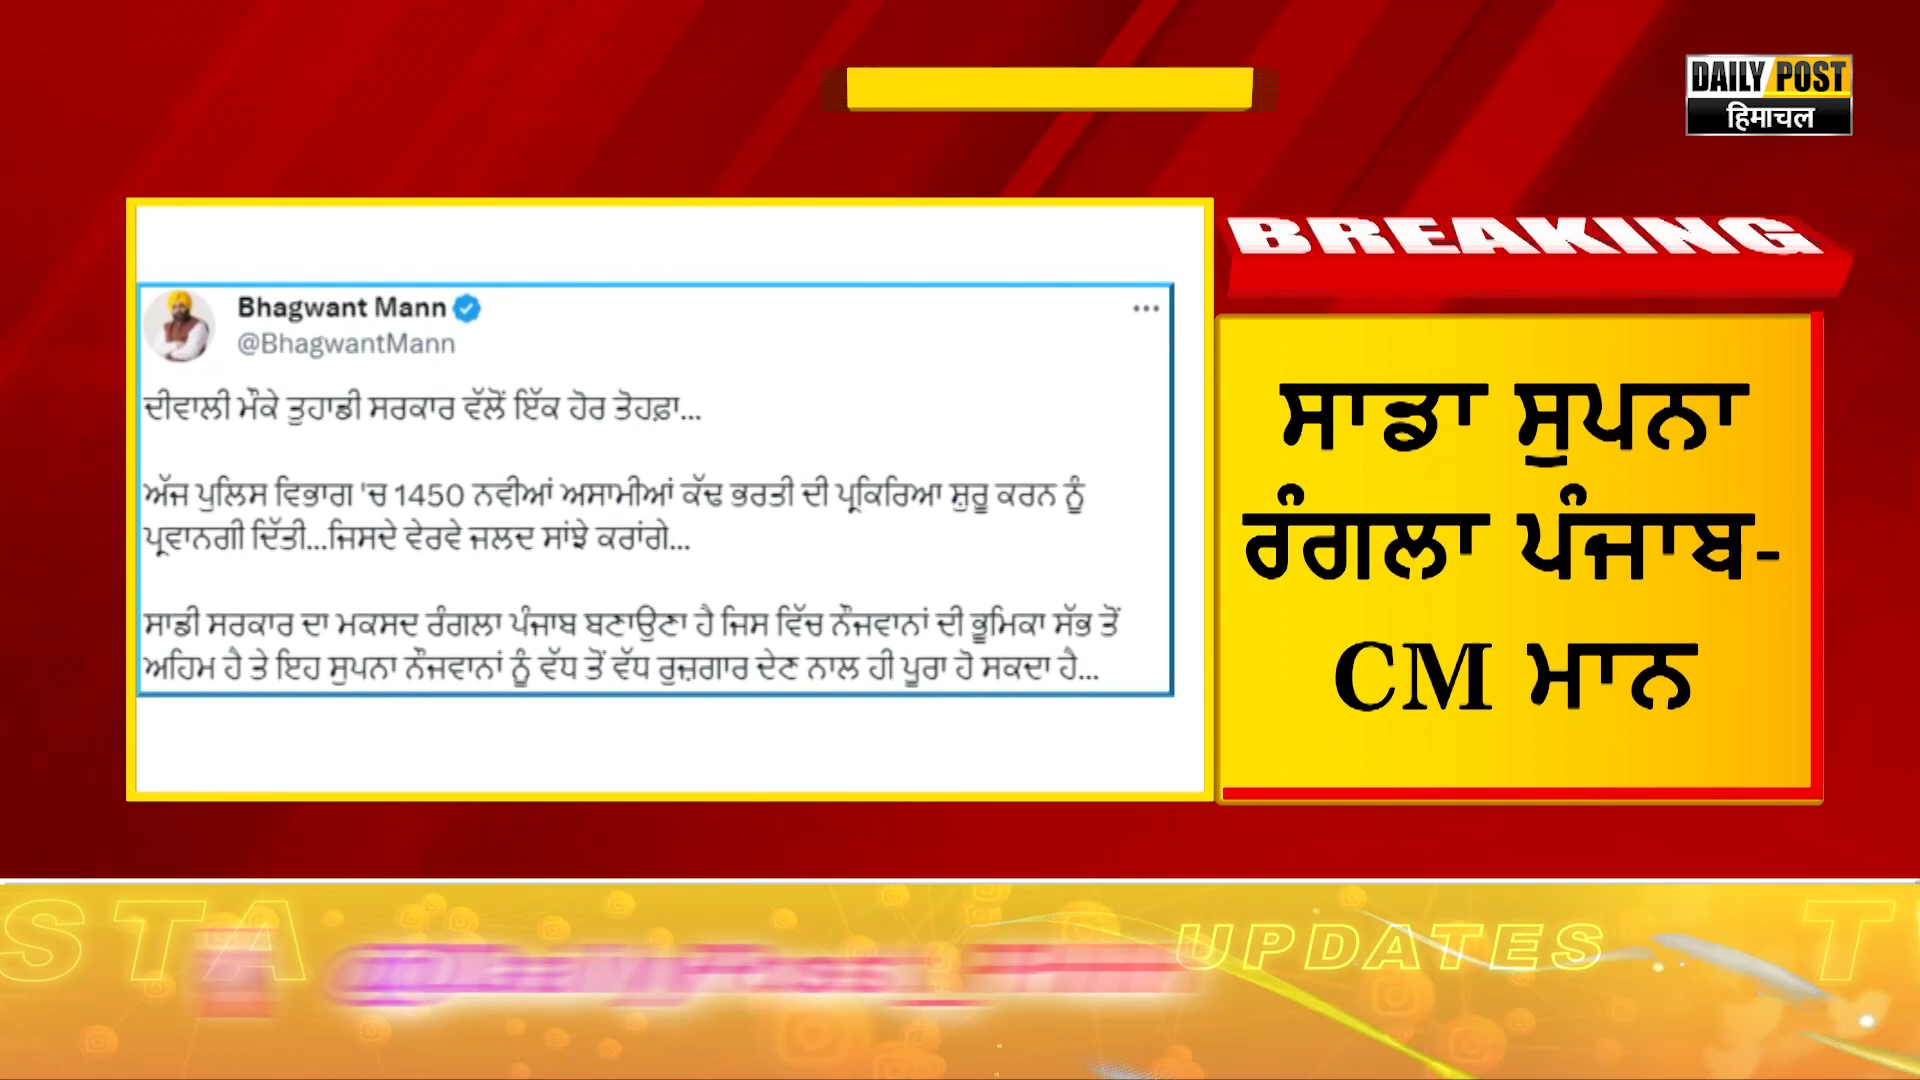 DAILY POST
हिमाचल
BREAKING
Bhagwant Mann
@BhagwantMann
ਦੀਵਾਲੀ ਮੌਕੇ ਤੁਹਾਡੀ ਸਰਕਾਰ ਵੱਲੋਂ ਇੱਕ ਹੋਰ ਤੋਹਫ਼ਾ...
ਅੱਜ ਪੁਲਿਸ ਵਿਭਾਗ 'ਚ 1450 ਨਵੀਆਂ ਅਸਾਮੀਆਂ ਕੱਢ ਭਰਤੀ ਦੀ ਪ੍ਰਕਿਰਿਆ ਸ਼ੁਰੂ ਕਰਨ ਨੂੰ
ਪ੍ਰਵਾਨਗੀ ਦਿੱਤੀ...ਜਿਸਦੇ ਵੇਰਵੇ ਜਲਦ ਸਾਂਝੇ ਕਰਾਂਗੇ...
ਸਾਡੀ ਸਰਕਾਰ ਦਾ ਮਕਸਦ ਰੰਗਲਾ ਪੰਜਾਬ ਬਣਾਉਣਾ ਹੈ ਜਿਸ ਵਿੱਚ ਨੌਜਵਾਨਾਂ ਦੀ ਭੂਮਿਕਾ ਸੱਭ ਤੋਂ
ਅਹਿਮ ਹੈ ਤੇ ਇਹ ਸੁਪਨਾ ਨੌਜਵਾਨਾਂ ਨੂੰ ਵੱਧ ਤੋਂ ਵੱਧ ਰੁਜ਼ਗਾਰ ਦੇਣ ਨਾਲ ਹੀ ਪੂਰਾ ਹੋ ਸਕਦਾ ਹੈ...
ਸਾਡਾ ਸੁਪਨਾ
ਰੰਗਲਾ ਪੰਜਾਬ-
CM ਮਾਨ
STA UPDATES T